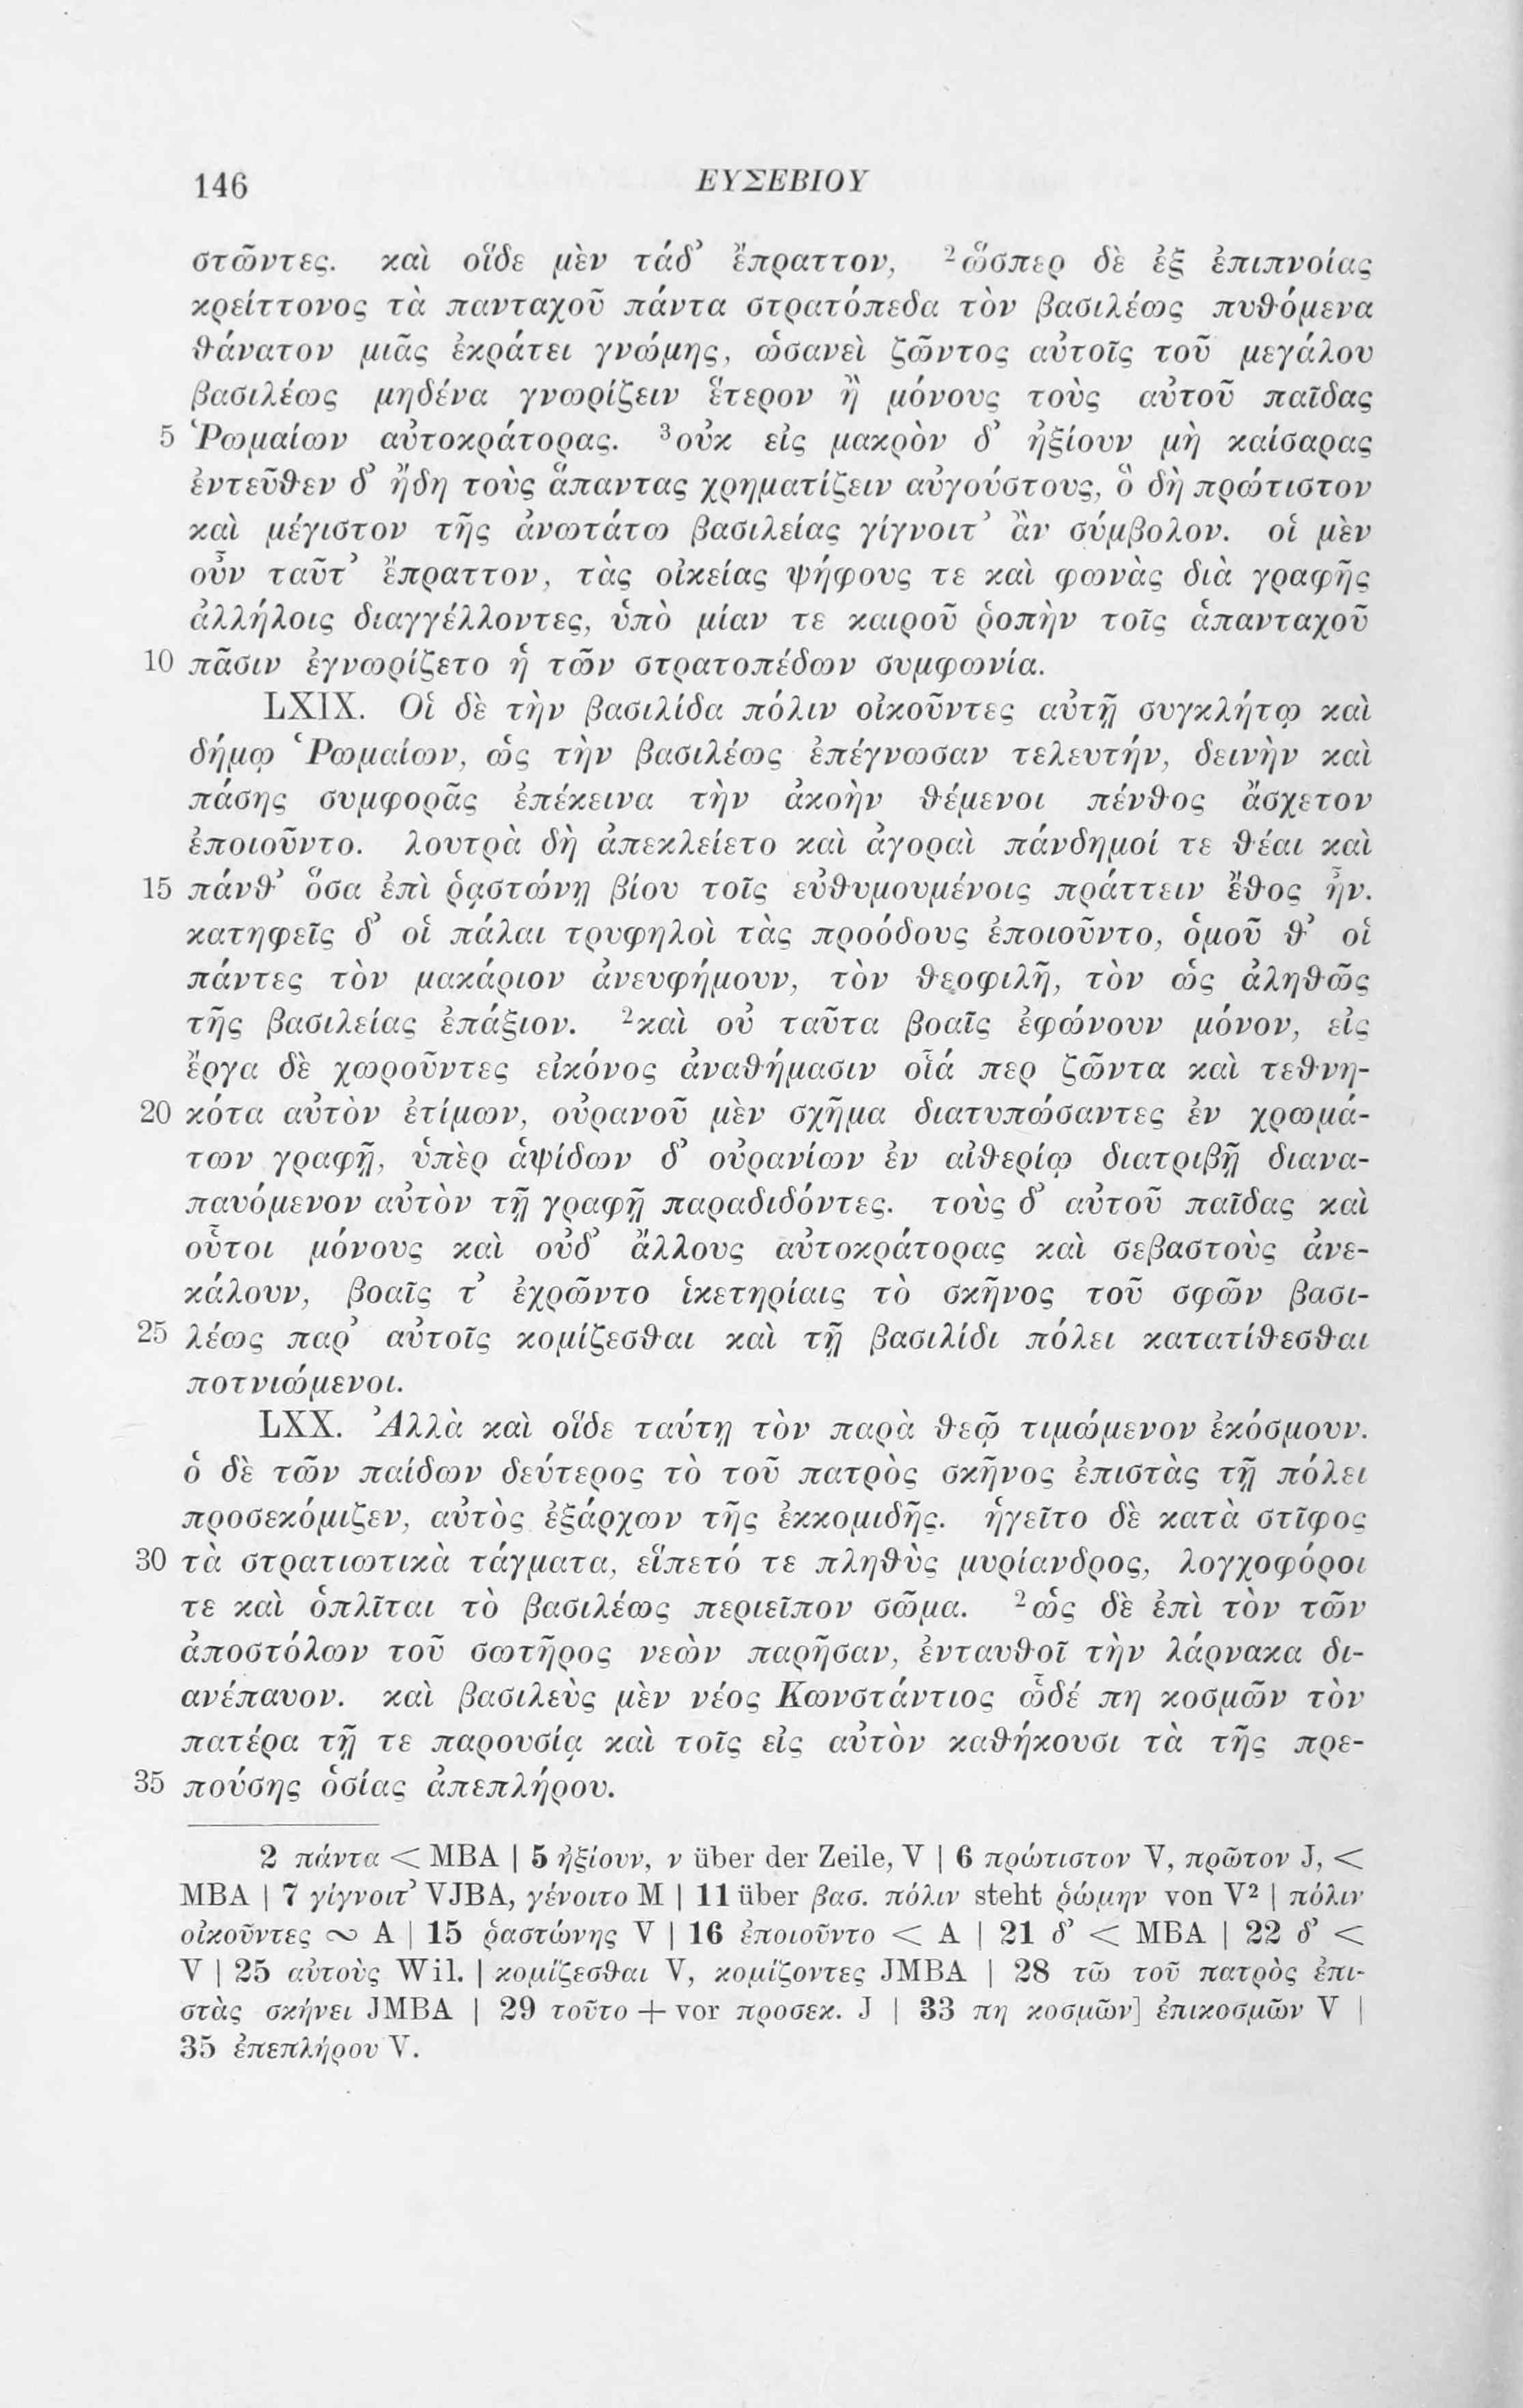 146 ΕΥΣΕΒΙΟΥ
στῶντες. καὶ οἵδε μὲν τάδ’ ἔπραττον, ²ὥσπερ δὲ ἐξ ἐπιπνοίας
κρείττονος τὰ πανταχοῦ πάντα στρατόπεδα τὸν βασιλέως πυθόμενα
θάνατον μιᾶς ἐκράτει γνώμης, ὡσανεὶ ζῶντος αὐτοῖς τοῦ μεγάλου
βασιλέως μηδένα γνωρίζειν ἕτερον ἢ μόνους τοὺς αὐτοῦ παῖδας
5 Ῥωμαίων αὐτοκράτορας. ³οὐκ εἰς μακρὸν δ’ ἠξίουν μὴ καίσαρας
ἐντεῦθεν δ’ ἤδη τοὺς ἅπαντας χρηματίζειν αὐγούστους, ὃ δὴ πρώτιστον
καὶ μέγιστον τῆς ἀνωτάτω βασιλείας γίγνοιτ’ ἂν σύμβολον. οἱ μὲν
οὖν ταῦτ’ ἔπραττον, τὰς οἰκείας ψήφους τε καὶ φωνὰς διὰ γραφῆς
ἀλλήλοις διαγγέλλοντες, ὑπὸ μίαν τε καιροῦ ῥοπὴν τοῖς ἁπανταχοῦ
10 πᾶσιν ἐγνωρίζετο ἡ τῶν στρατοπέδων συμφωνία.
LXIX. Οἱ δὲ τὴν βασιλίδα πόλιν οἰκοῦντες αὐτῇ συγκλήτῳ καὶ
δήμῳ Ῥωμαίων, ὡς τὴν βασιλέως ἐπέγνωσαν τελευτήν, δεινὴν καὶ
πάσης συμφορᾶς ἐπέκεινα τὴν ἀκοὴν θέμενοι πένθος ἄσχετον
ἐποιοῦντο. λουτρὰ δὴ ἀπεκλείετο καὶ ἀγοραὶ πάνδημοί τε θέαι καὶ
15 πάνθ’ ὅσα ἐπὶ ῥᾳστώνῃ βίου τοῖς εὐθυμουμένοις πράττειν ἔθος ἦν.
κατηφεῖς δ’ οἱ πάλαι τρυφηλοὶ τὰς προόδους ἐποιοῦντο, ὁμοῦ θ’ οἱ
πάντες τὸν μακάριον ἀνευφήμουν, τὸν θεοφιλῆ, τὸν ὡς ἀληθῶς
τῆς βασιλείας ἐπάξιον. ²καὶ οὐ ταῦτα βοαῖς ἐφώνουν μόνον, εἰς
ἔργα δὲ χωροῦντες εἰκόνος ἀναθήμασιν οἷά περ ζῶντα καὶ τεθνη-
20 κότα αὐτὸν ἐτίμων, οὐρανοῦ μὲν σχῆμα διατυπώσαντες ἐν χρωμά-
των γραφῇ, ὑπὲρ ἁψίδων δ’ οὐρανίων ἐν αἰθερίῳ διατριβῇ διανα-
παυόμενον αὐτὸν τῇ γραφῇ παραδιδόντες. τοὺς δ’ αὐτοῦ παῖδας καὶ
οὗτοι μόνους καὶ οὐδ’ ἄλλους αὐτοκράτορας καὶ σεβαστοὺς ἀνε-
κάλουν, βοαῖς τ’ ἐχρῶντο ἱκετηρίαις τὸ σκῆνος τοῦ σφῶν βασι-
25 λέως παρ’ αὐτοῖς κομίζεσθαι καὶ τῇ βασιλίδι πόλει κατατίθεσθαι
ποτνιώμενοι.
LXX. Ἀλλὰ καὶ οἵδε ταύτῃ τὸν παρὰ θεῷ τιμώμενον ἐκόσμουν.
ὁ δὲ τῶν παίδων δεύτερος τὸ τοῦ πατρὸς σκῆνος ἐπιστὰς τῇ πόλει
προσεκόμιζεν, αὐτὸς ἐξάρχων τῆς ἐκκομιδῆς. ἡγεῖτο δὲ κατὰ στῖφος
30 τὰ στρατιωτικὰ τάγματα, εἵπετό τε πληθὺς μυρίανδρος, λογχοφόροι
τε καὶ ὁπλῖται τὸ βασιλέως περιεῖπον σῶμα. ²ὡς δὲ ἐπὶ τὸν τῶν
ἀποστόλων τοῦ σωτῆρος νεὼν παρῆσαν, ἐνταυθοῖ τὴν λάρνακα δι-
ανέπαυον. καὶ βασιλεὺς μὲν νέος Κωνστάντιος ὧδέ πη κοσμῶν τὸν
πατέρα τῇ τε παρουσίᾳ καὶ τοῖς εἰς αὐτὸν καθήκουσι τὰ τῆς πρε-
35 πούσης ὁσίας ἀπεπλήρου.
2 πάντα < MBA | 5 ἠξίουν, ν über der Zeile, V | 6 πρώτιστον V, πρῶτον J, <
MBA | 7 γίγνοιτ’ VJBA, γένοιτο M | 11 über βασ. πόλιν steht ῥώμην von V² | πόλιν
οἰκοῦντες ∾ A | 15 ῥαστώνης V | 16 ἐποιοῦντο < A | 21 δ’ < MBA | 22 δ’ <
V | 25 αὐτοὺς Wil. | κομίζεσθαι V, κομίζοντες JMBA | 28 τῶ τοῦ πατρὸς ἐπι-
στὰς σκήνει JMBA | 29 τοῦτο + vor προσεκ. J | 33 πη κοσμῶν] ἐπικοσμῶν V |
35 ἐπεπλήρου V.